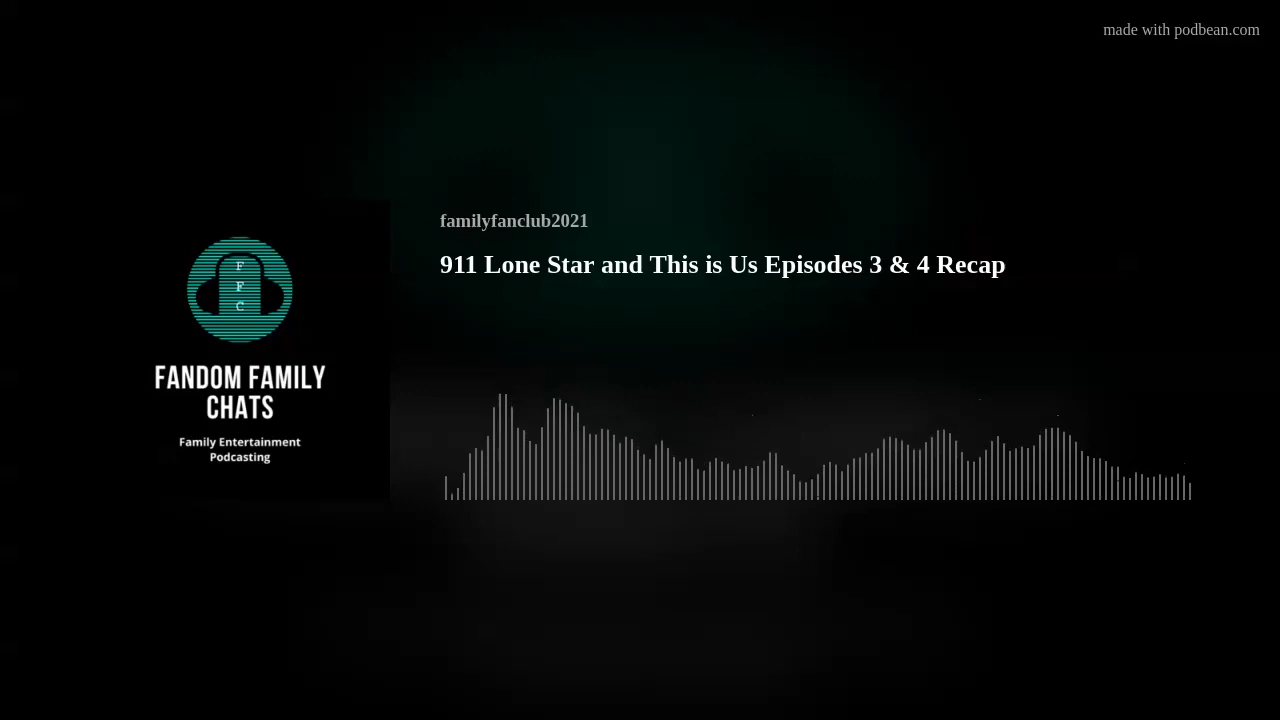 made with podbean.com
familyfanclub2021
911 Lone Star and This is Us Episodes 3 & 4 Recap
F
F
C
FANDOM FAMILY
CHATS
Family Entertainment
Podcasting